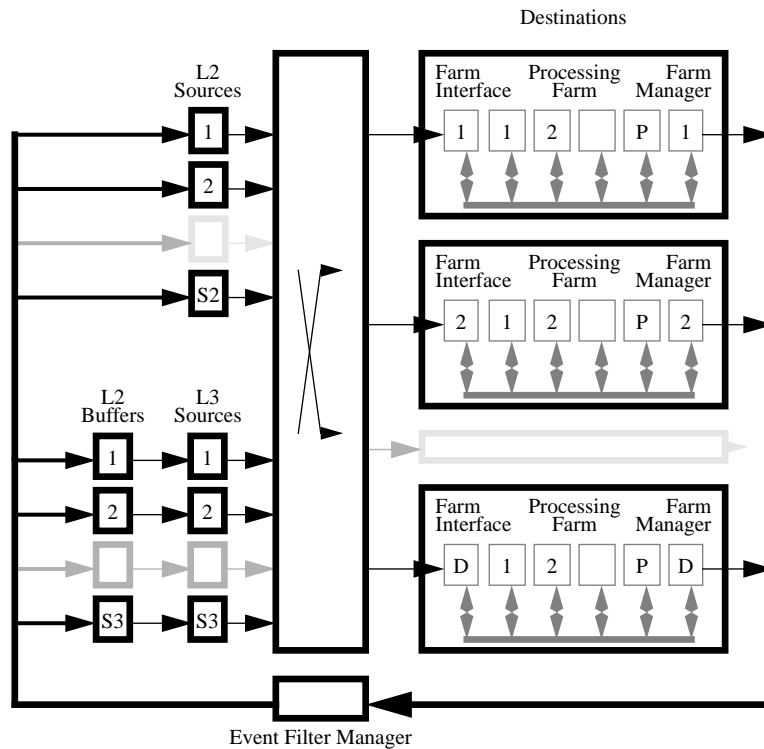 Destinations
L2
Sources
1
2
S2
L2
Buffers
L3
Sources
1
1
2
2
S3
S3
Farm
Interface
Processing
Farm
Farm
Manager
1
1
2
P
1
Farm
Interface
Processing
Farm
Farm
Manager
2
1
2
P
2
Farm
Interface
Processing
Farm
Farm
Manager
D
1
2
P
D
Event Filter Manager